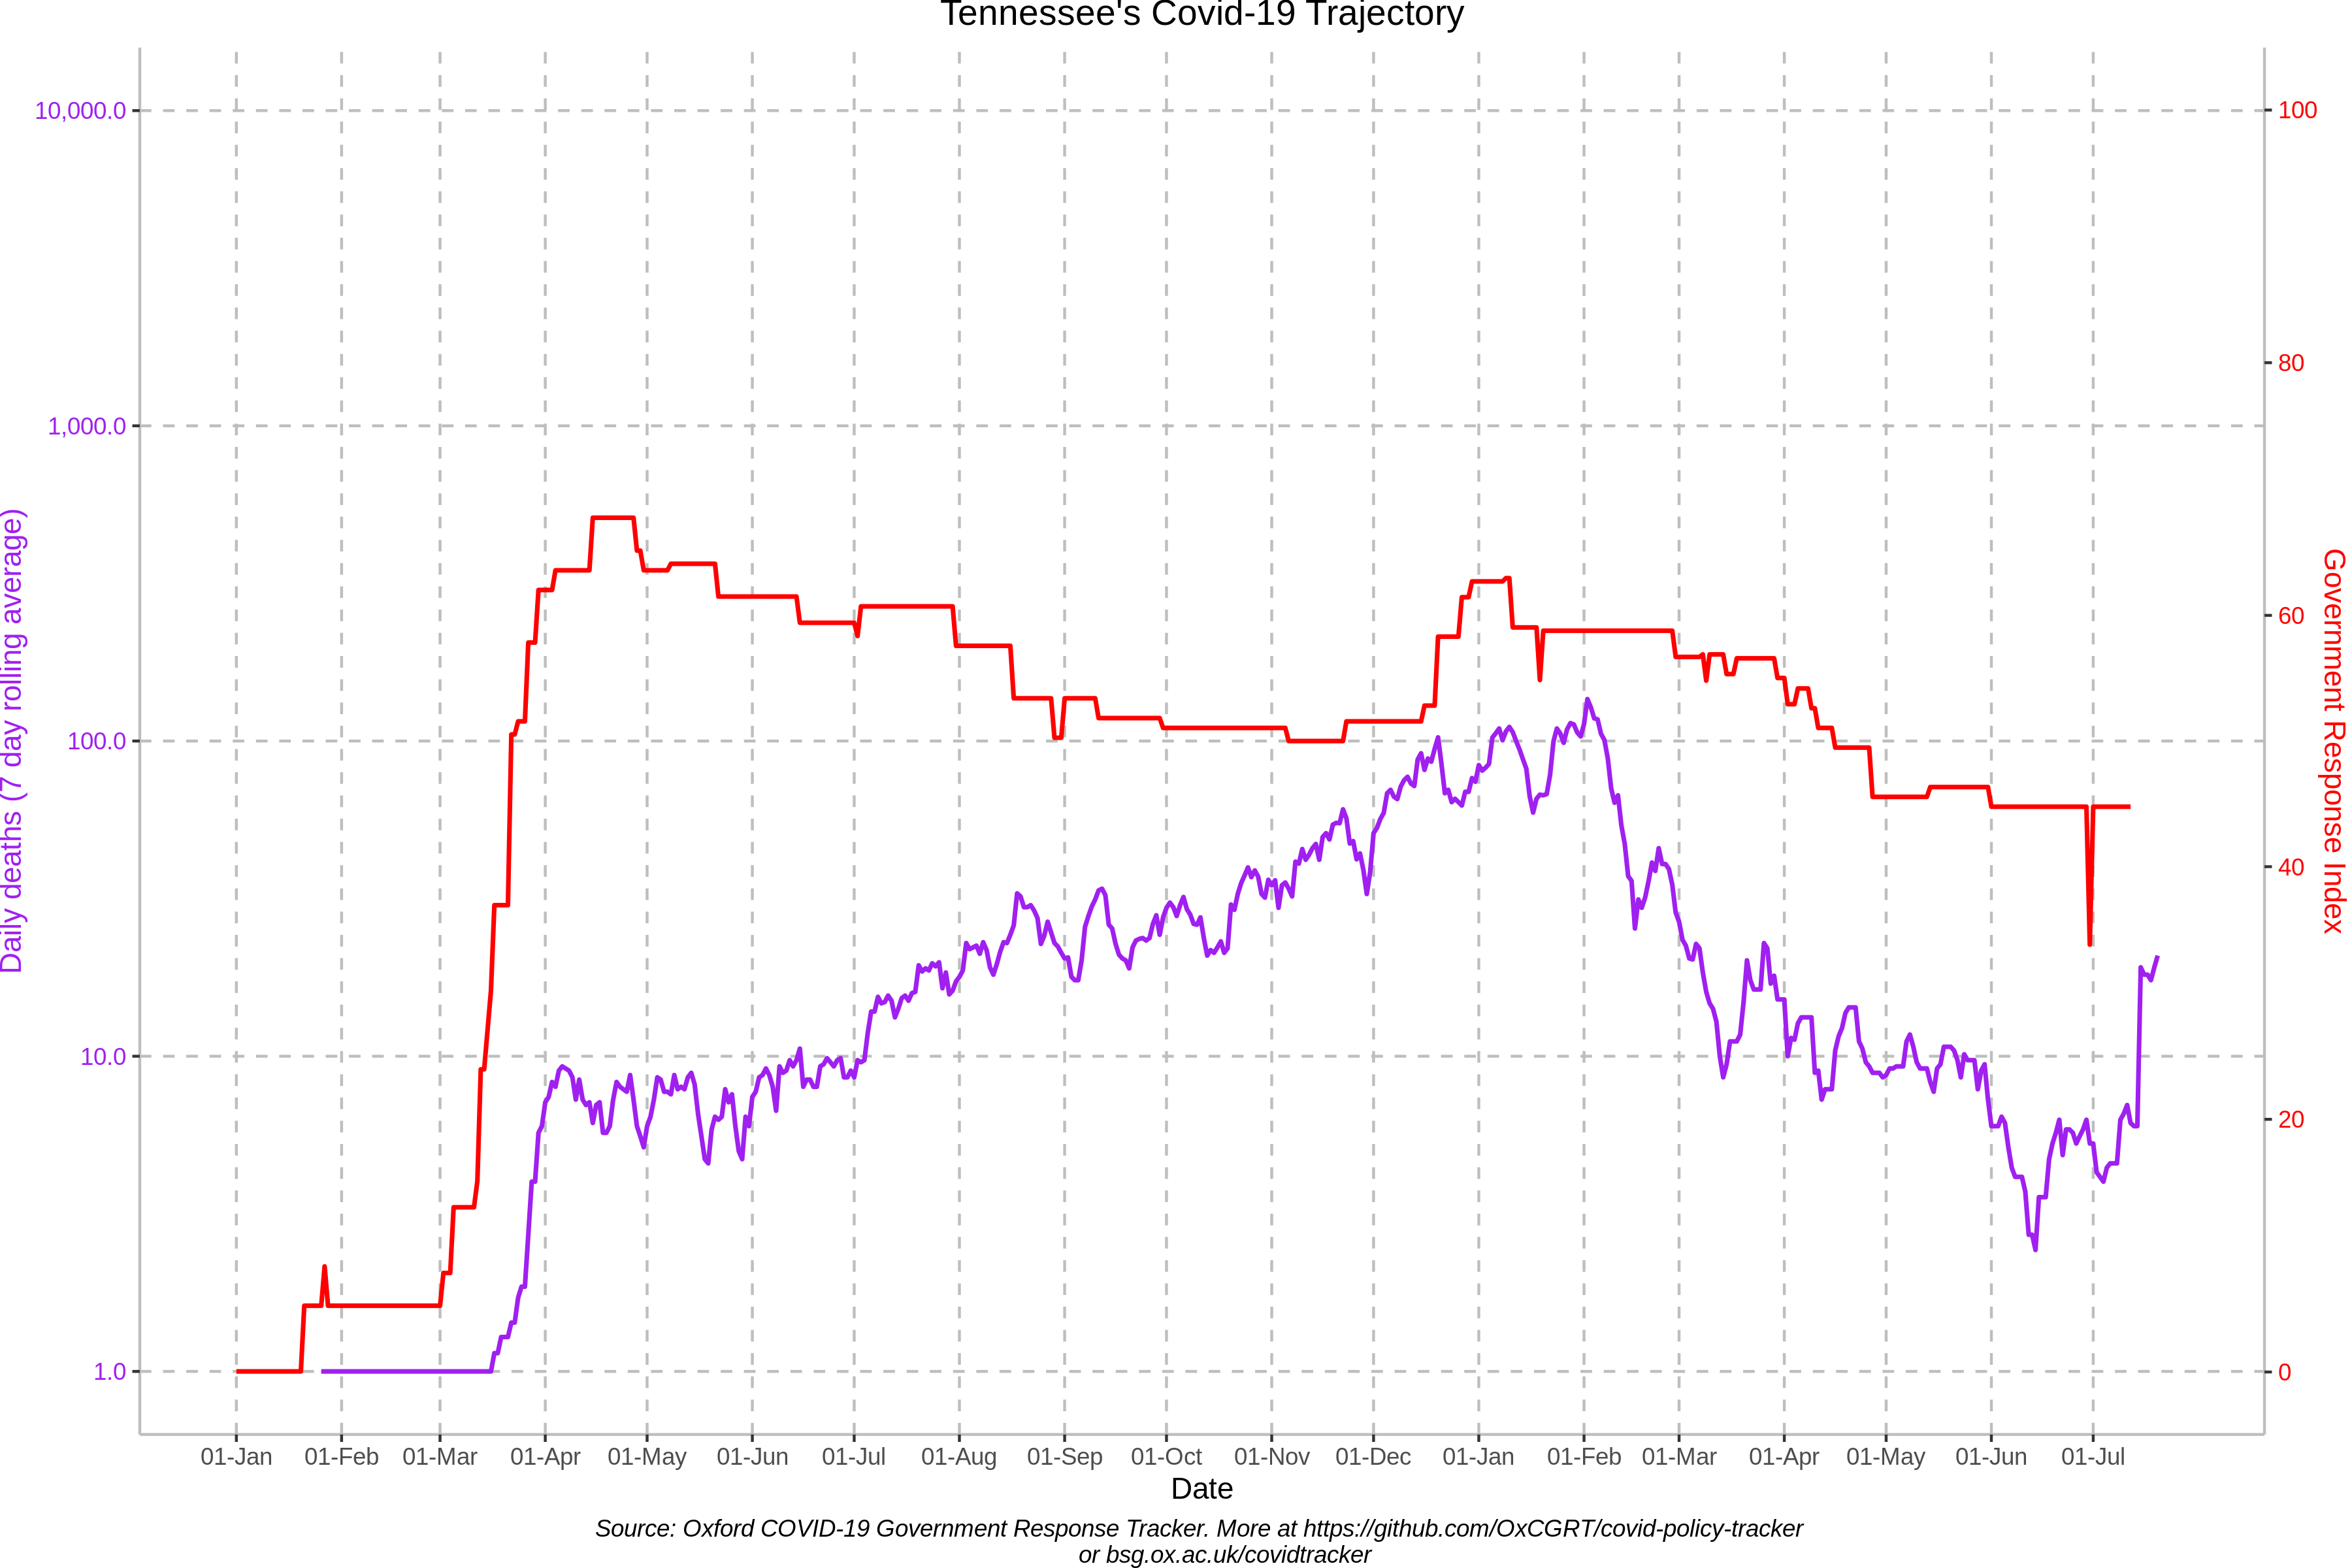 Tennessee's Covid-19 Trajectory
10,000.0
1,000.0
100.0
10.0
1.0
Daily deaths (7 day rolling average)
100
80
60
40
20
0
Government Response Index
01-Jan 01-Feb 01-Mar 01-Apr 01-May 01-Jun 01-Jul 01-Aug 01-Sep 01-Oct 01-Nov 01-Dec 01-Jan 01-Feb 01-Mar 01-Apr 01-May 01-Jun 01-Jul
Date
Source: Oxford COVID-19 Government Response Tracker. More at https://github.com/OxCGRT/covid-policy-tracker
or bsg.ox.ac.uk/covidtracker